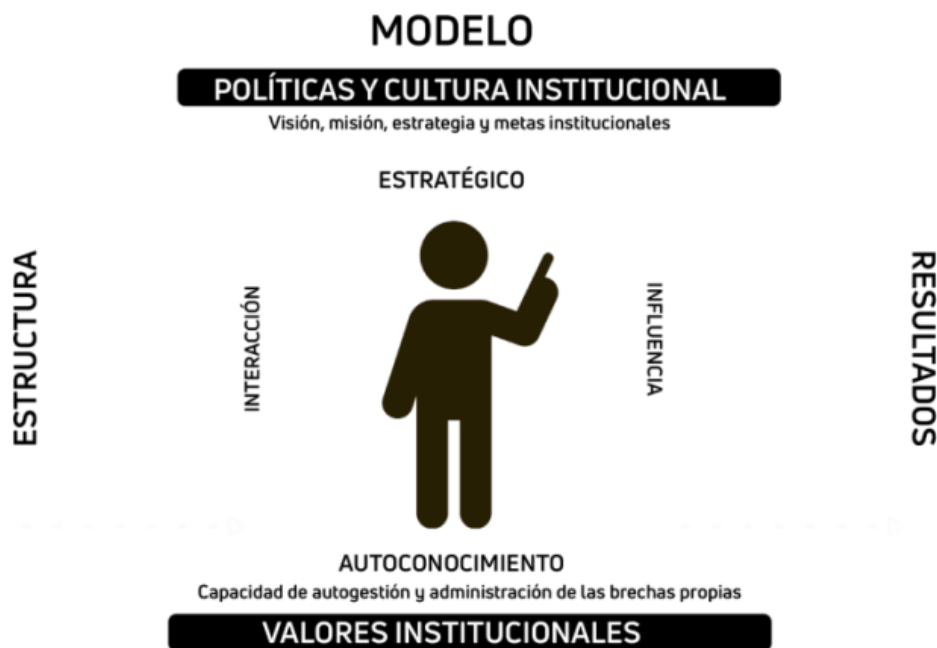 MODELO
POLÍTICAS Y CULTURA INSTITUCIONAL
Visión, misión, estrategia y metas institucionales
ESTRATÉGICO
ESTRUCTURA
INTERACCIÓN
INFLUENCIA
RESULTADOS
AUTOCONOCIMIENTO
Capacidad de autogestión y administración de las brechas propias
VALORES INSTITUCIONALES